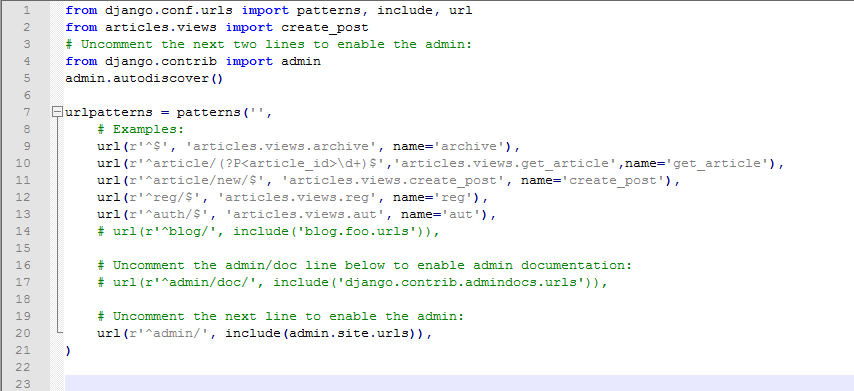 1 from django.conf.urls import patterns, include, url
2 from articles.views import create_post
3 # Uncomment the next two lines to enable the admin:
4 from django.contrib import admin
5 admin.autodiscover()
6
7 urlpatterns = patterns('',
8     # Examples:
9     url(r'^$', 'articles.views.archive', name='archive'),
10     url(r'^article/(?P<article_id>\d+)$','articles.views.get_article',name='get_article'),
11     url(r'^article/new/$', 'articles.views.create_post', name='create_post'),
12     url(r'^reg/$', 'articles.views.reg', name='reg'),
13     url(r'^auth/$', 'articles.views.aut', name='aut'),
14     # url(r'^blog/', include('blog.foo.urls')),
15
16     # Uncomment the admin/doc line below to enable admin documentation:
17     # url(r'^admin/doc/', include('django.contrib.admindocs.urls')),
18
19     # Uncomment the next line to enable the admin:
20     url(r'^admin/', include(admin.site.urls)),
21 )
22
23